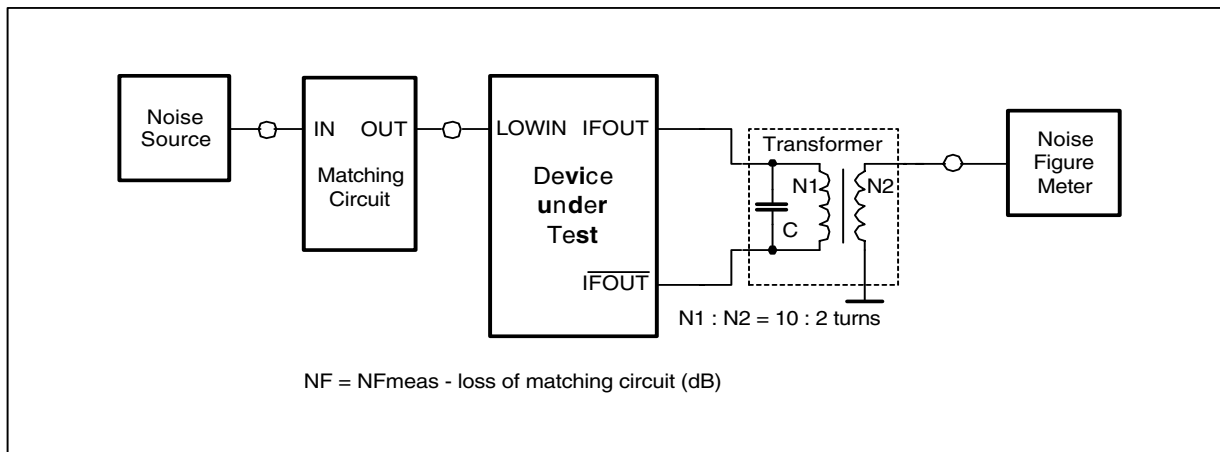 Noise
Source
IN OUT
Matching
Circuit
LOWIN IFOUT
Device
under
Test
IFOUT
Transformer
N1 N2
C
N1 : N2 = 10 : 2 turns
Noise
Figure
Meter
NF = NFmeas - loss of matching circuit (dB)